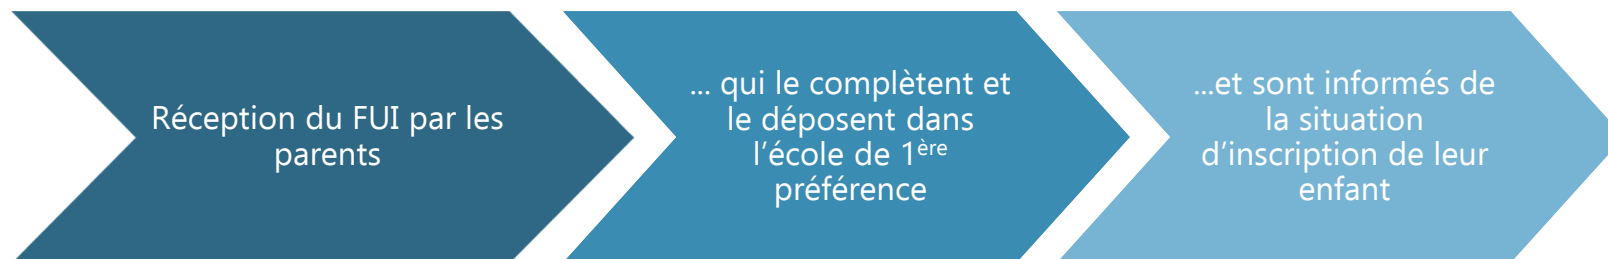 Réception du FUI par les
parents
... qui le complètent et
le déposent dans
l'école de 1ère
préférence
...et sont informés de
la situation
d'inscription de leur
enfant